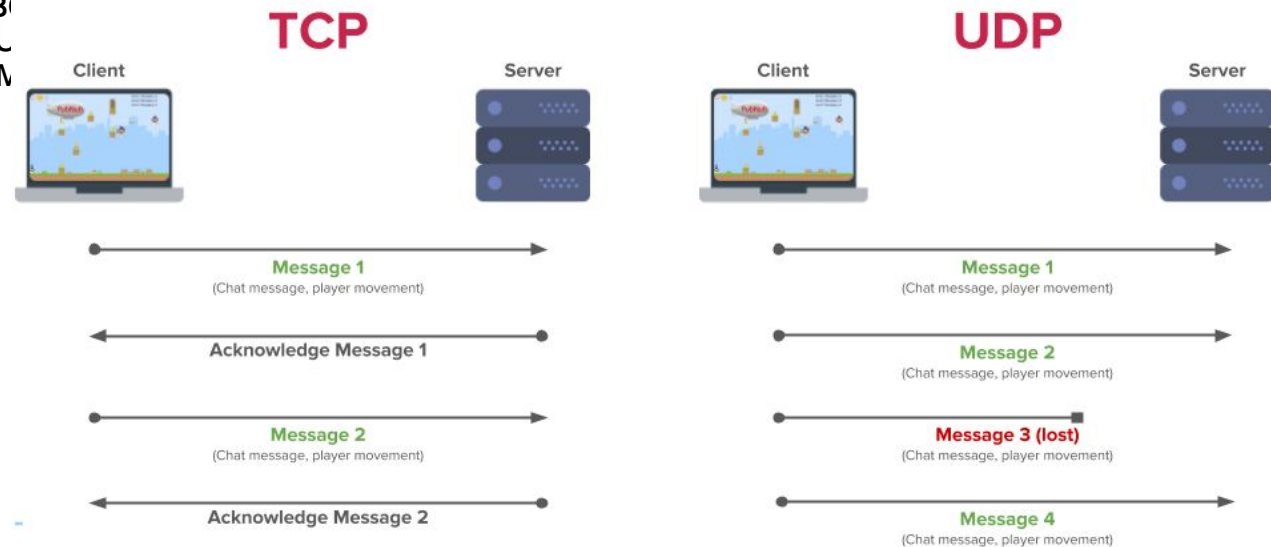 TCP
Client
Server
Message 1
(Chat message, player movement)
Acknowledge Message 1
Message 2
(Chat message, player movement)
Acknowledge Message 2
UDP
Client
Server
Message 1
(Chat message, player movement)
Message 2
(Chat message, player movement)
Message 3 (lost)
(Chat message, player movement)
Message 4
(Chat message, player movement)